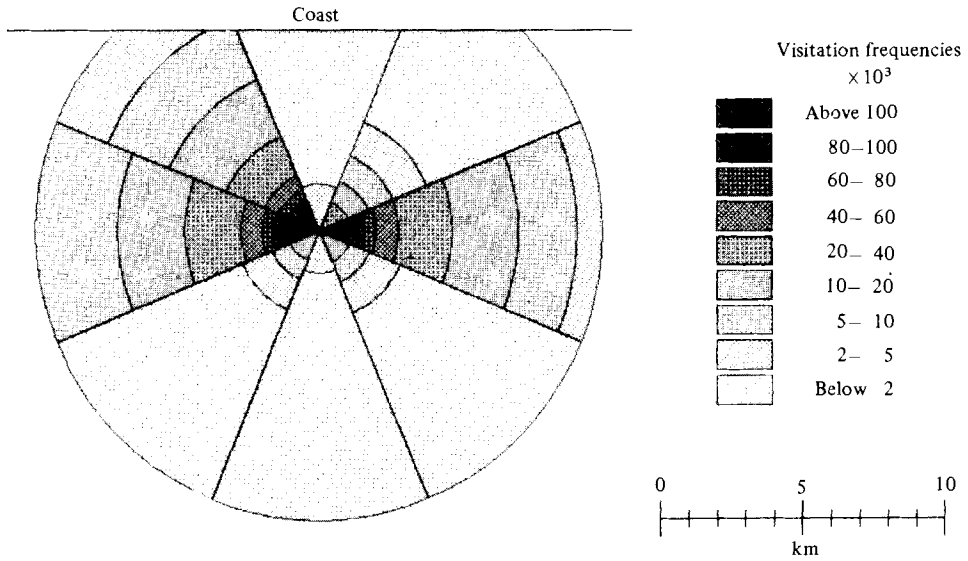 Coast
Visitation frequencies
×10³
Above 100
80–100
60– 80
40– 60
20– 40
10– 20
5– 10
2– 5
Below 2
0 5 10
km